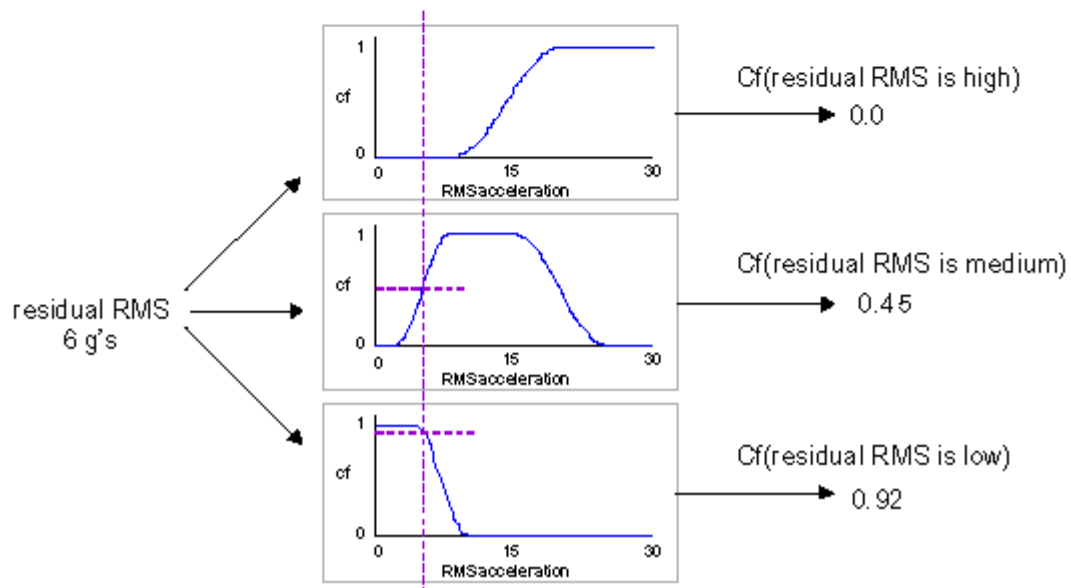 residual RMS
6 g's
1
cf
0
0
15
30
RMSacceleration
Cf(residual RMS is high)
0.0
1
cf
0
0
15
30
RMSacceleration
Cf(residual RMS is medium)
0.45
1
cf
0
0
15
30
RMSacceleration
Cf(residual RMS is low)
0.92